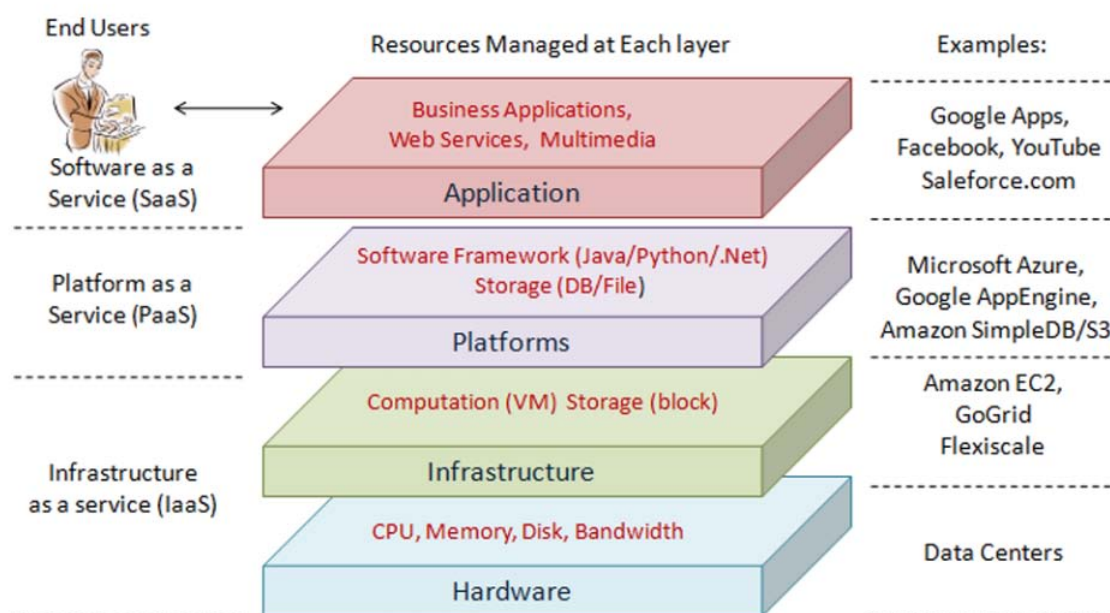 End Users
Resources Managed at Each layer
Examples:
Business Applications,
Web Services, Multimedia
Application
Software as a
Service (SaaS)
Google Apps,
Facebook, YouTube
Saleforce.com
Software Framework (Java/Python/.Net)
Storage (DB/File)
Platforms
Platform as a
Service (PaaS)
Microsoft Azure,
Google AppEngine,
Amazon SimpleDB/S3
Computation (VM) Storage (block)
Infrastructure
Amazon EC2,
GoGrid
Flexiscale
Infrastructure
as a service (IaaS)
CPU, Memory, Disk, Bandwidth
Hardware
Data Centers